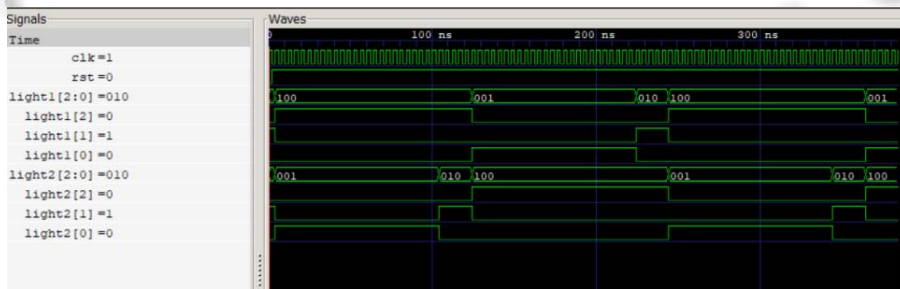 Signals Waves
Time 0 100 ns 200 ns 300 ns
clk=1
rst=0
light1[2:0]=010 100 001 010 100 001
light1[2]=0
light1[1]=1
light1[0]=0
light2[2:0]=010 001 010 100 001 010 100
light2[2]=0
light2[1]=1
light2[0]=0